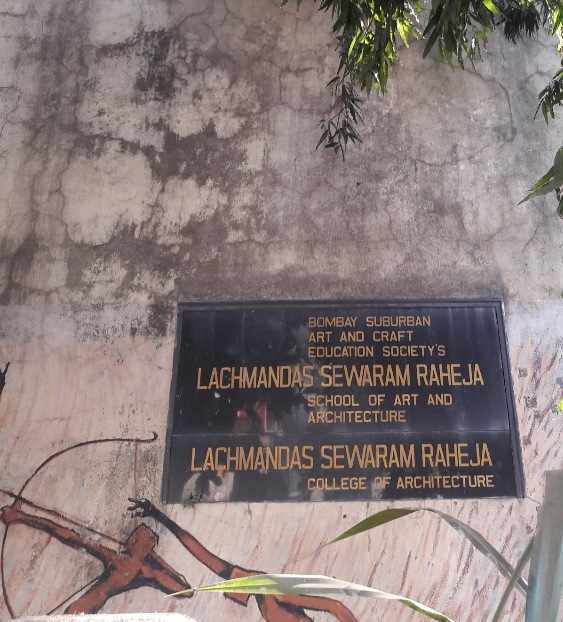 BOMBAY SUBURBAN
ART AND CRAFT
EDUCATION SOCIETY'S
LACHMANDAS SEWARAM RAHEJA
SCHOOL OF ART AND
ARCHITECTURE
LACHMANDAS SEWARAM RAHEJA
COLLEGE OF ARCHITECTURE